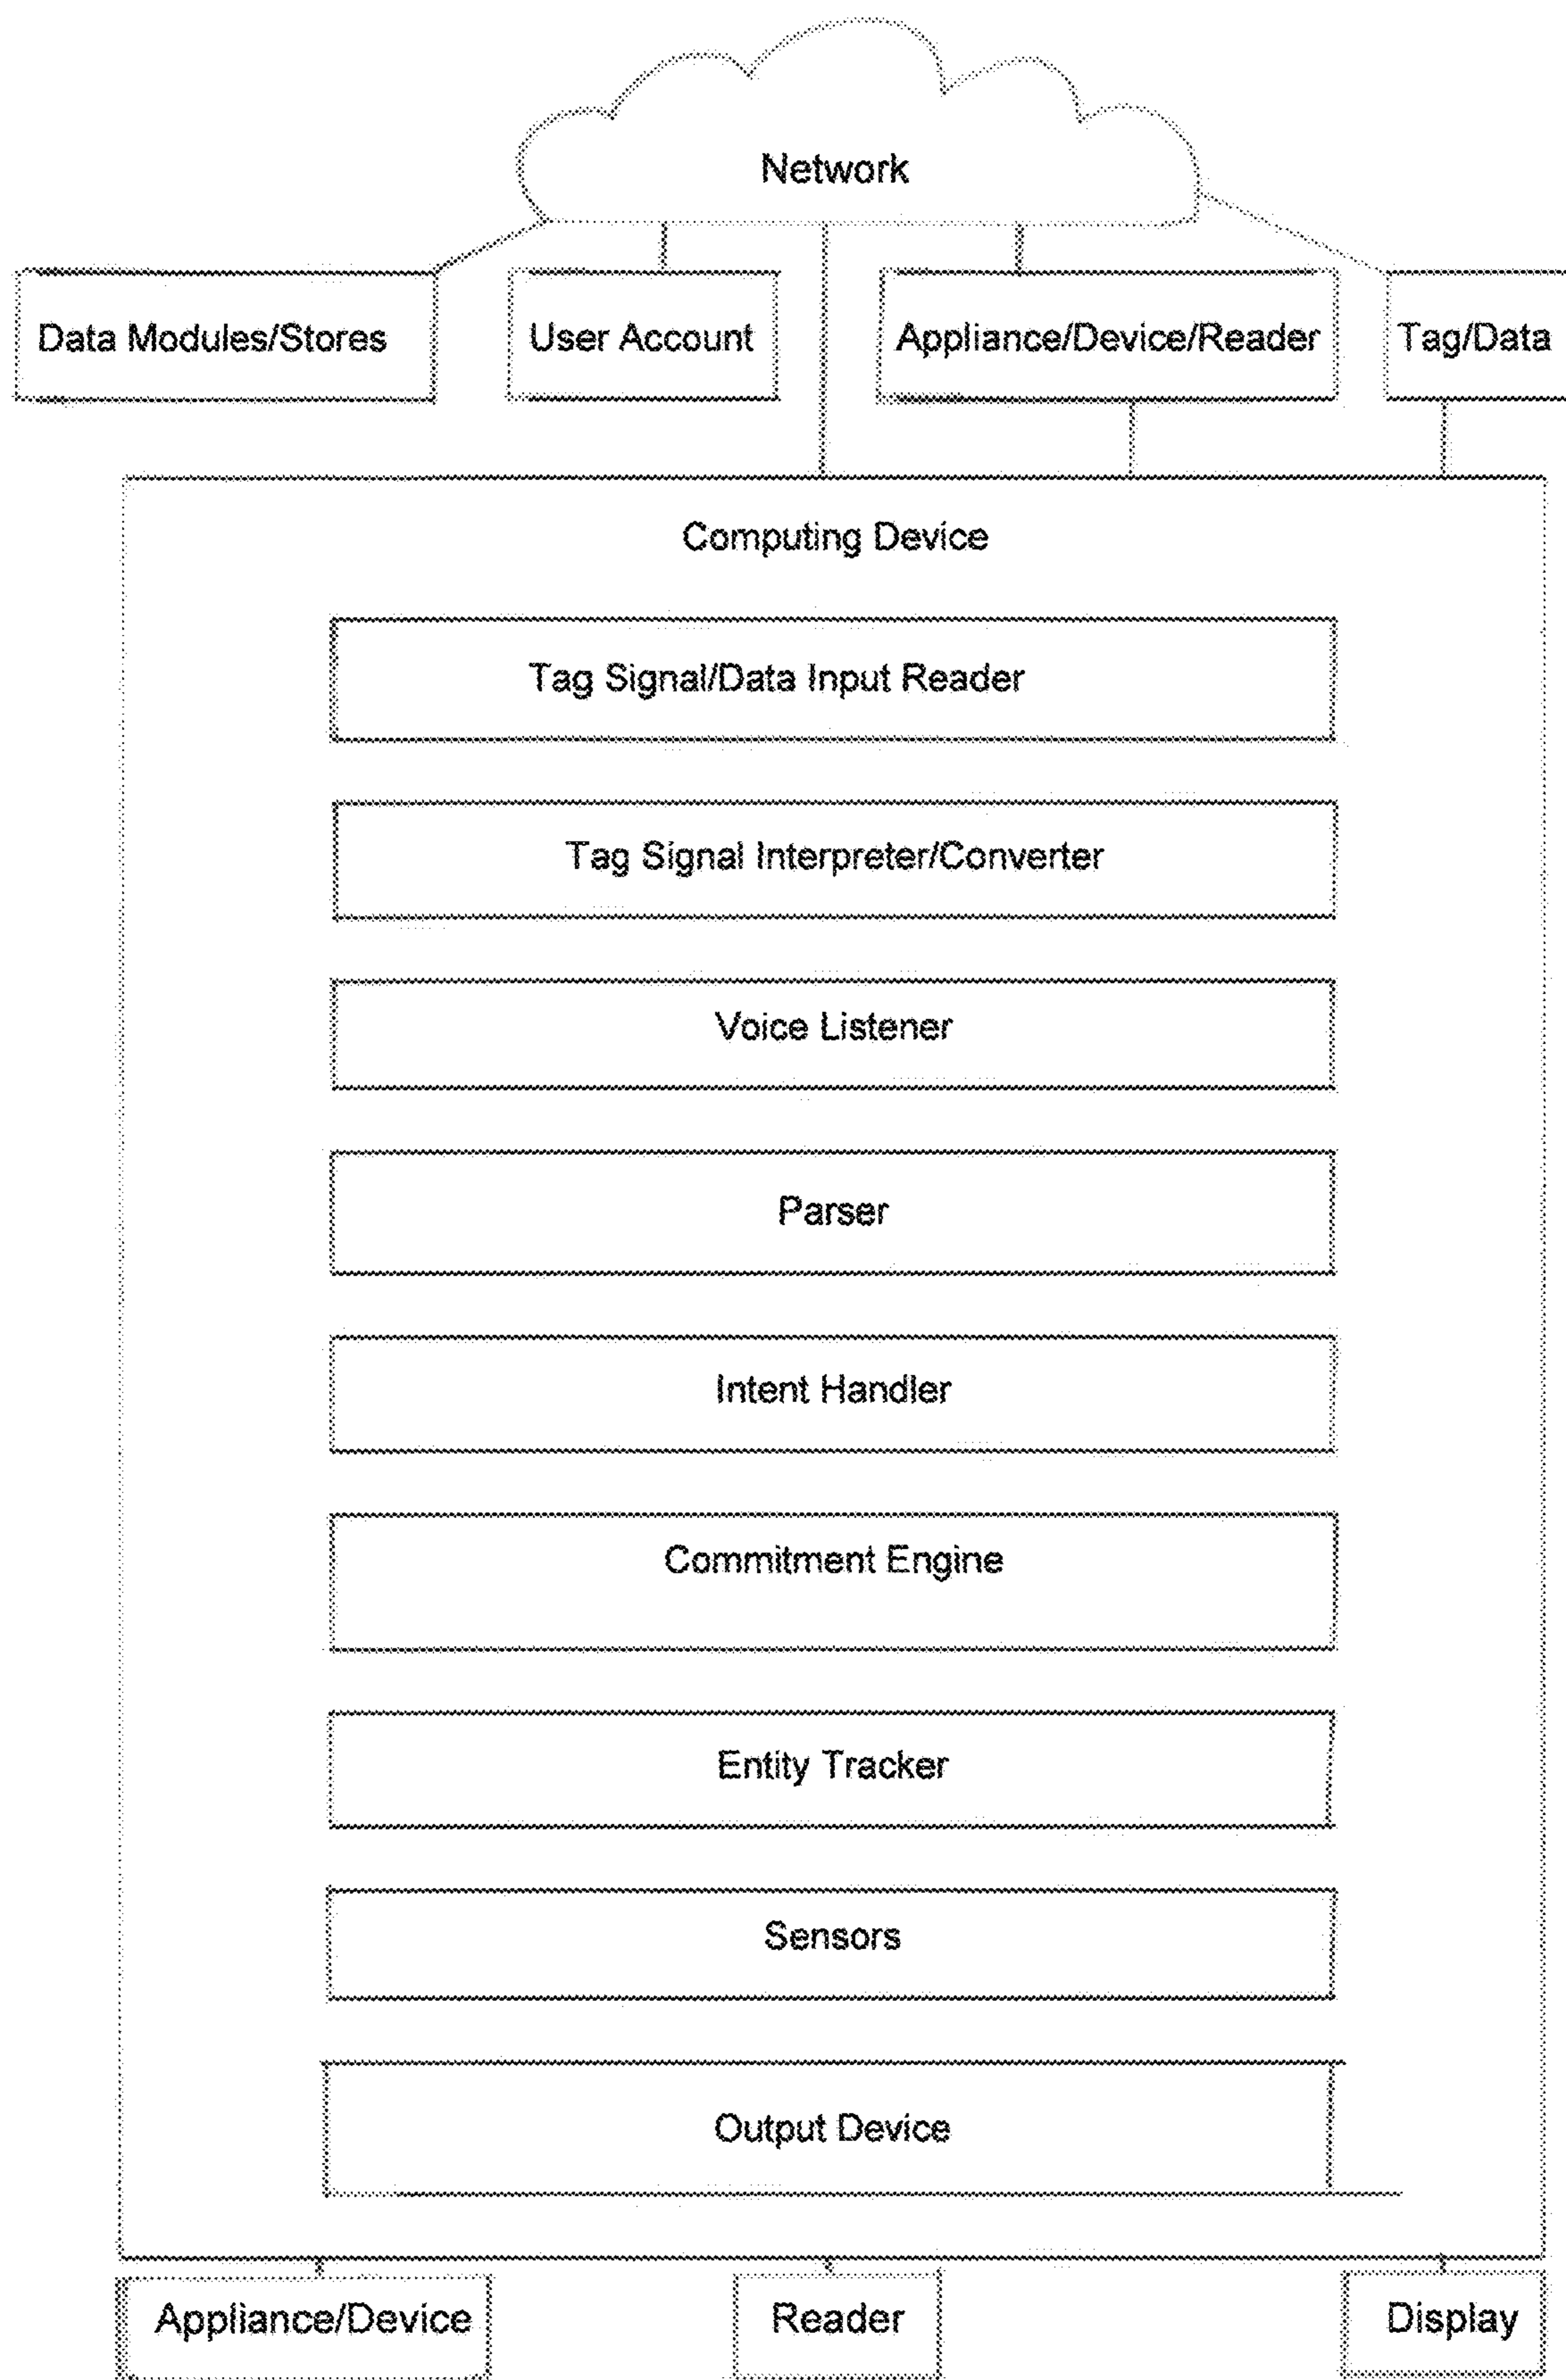 Network
Data Modules/Stores
User Account
Appliance/Device/Reader
Tag/Data
Computing Device
Tag Signal/Data Input Reader
Tag Signal Interpreter/Converter
Voice Listener
Parser
Intent Handler
Commitment Engine
Entity Tracker
Sensors
Output Device
Appliance/Device
Reader
Display